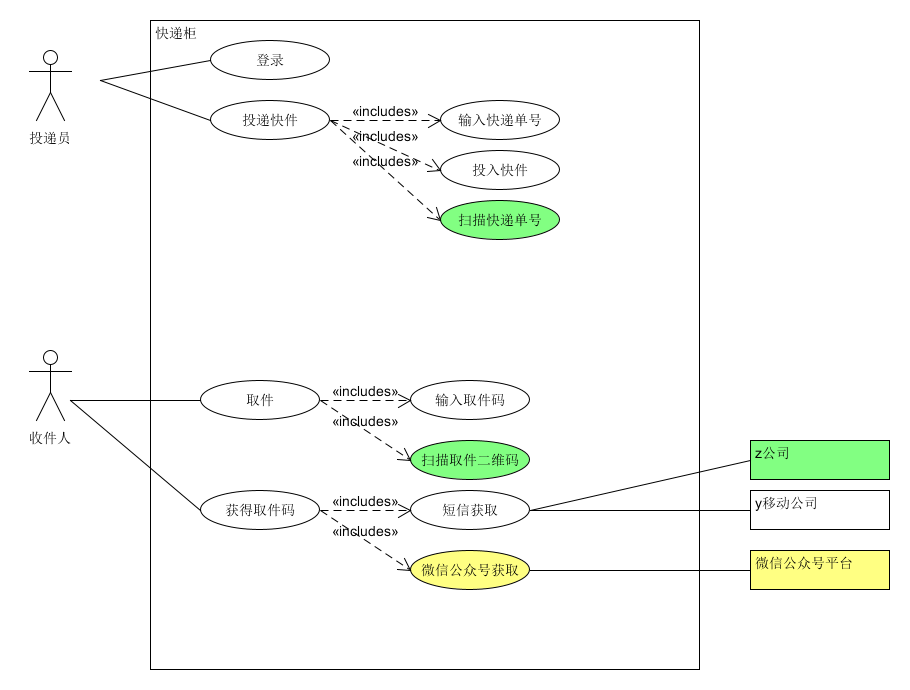 快递柜
登录
投递员
投递快件
«includes»
输入快递单号
«includes»
投入快件
«includes»
扫描快递单号
收件人
取件
«includes»
输入取件码
«includes»
扫描取件二维码
z公司
获得取件码
«includes»
短信获取
y移动公司
«includes»
微信公众号获取
微信公众号平台